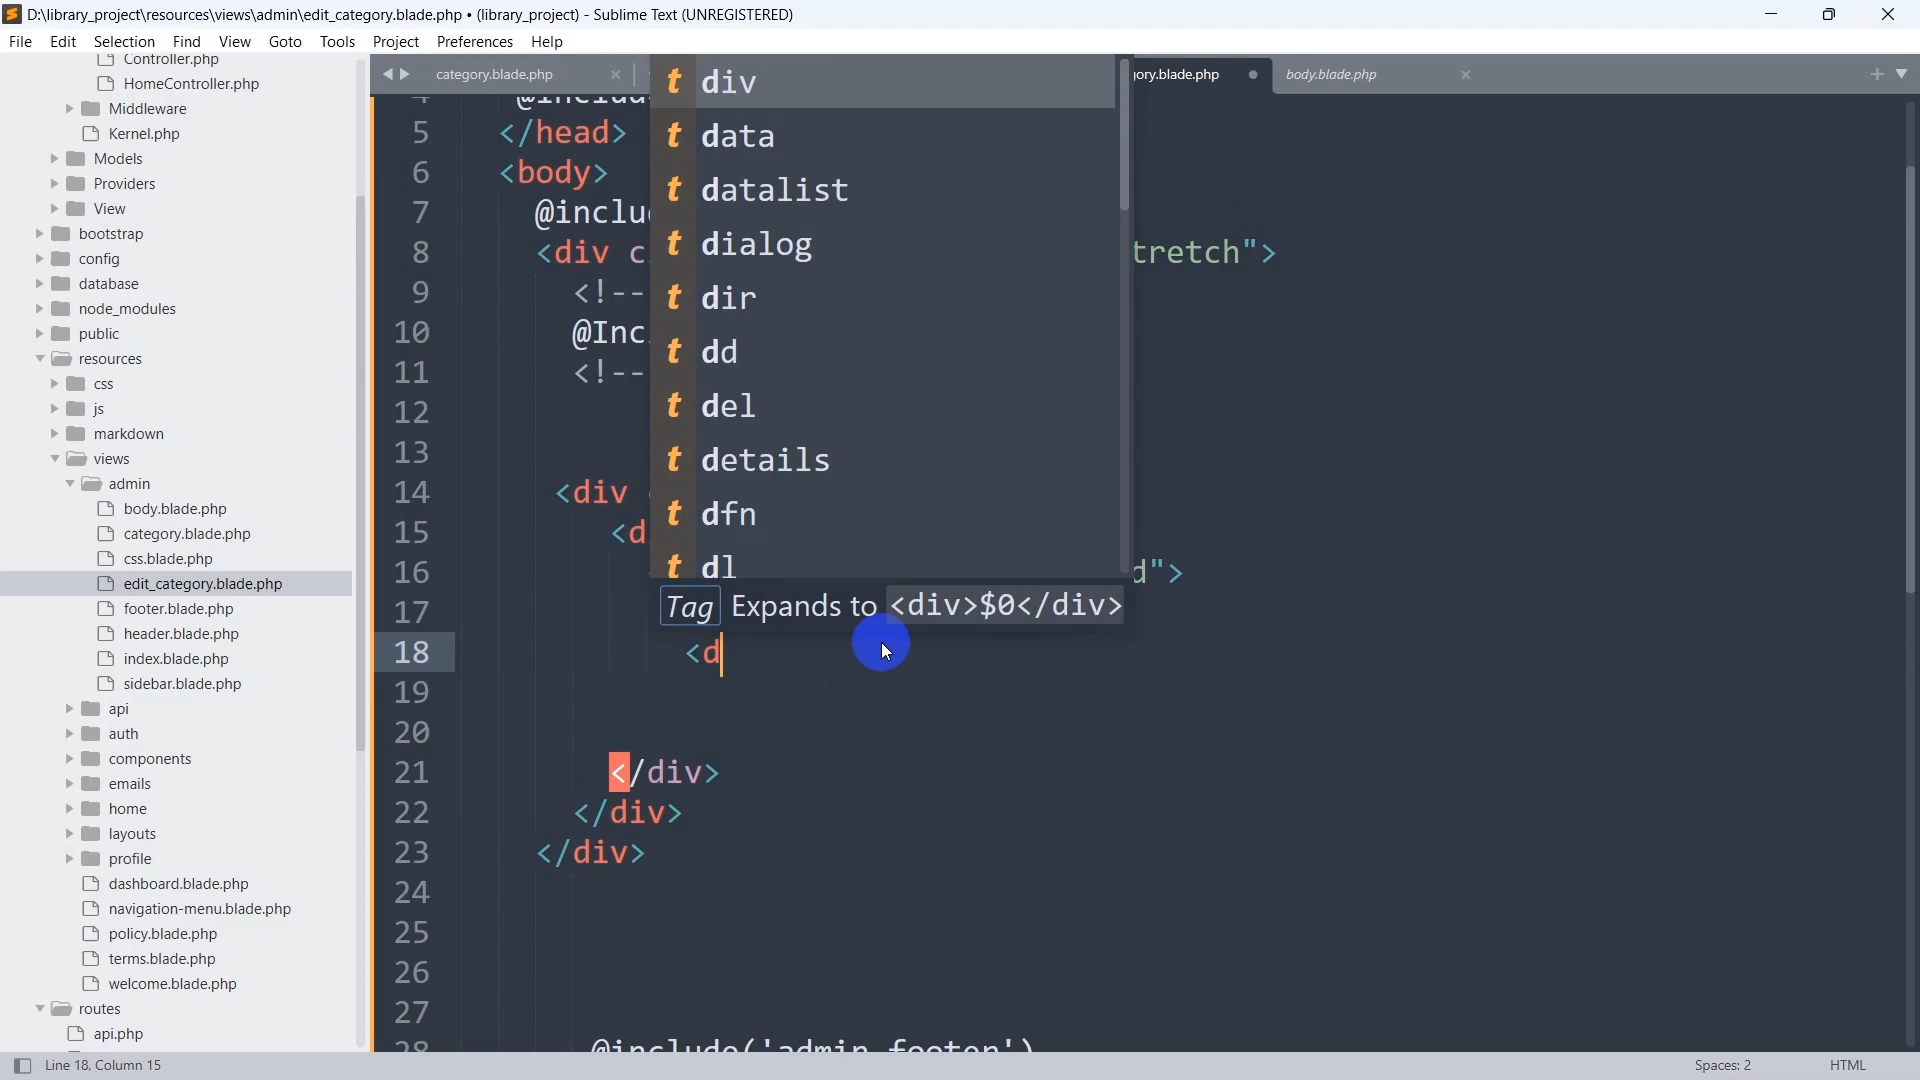 D:\library_project\resources\views\admin\edit_category.blade.php • (library_project) - Sublime Text (UNREGISTERED)
File Edit Selection Find View Goto Tools Project Preferences Help
Controller.php
HomeController.php
Middleware
Kernel.php
Models
Providers
View
bootstrap
config
database
node_modules
public
resources
css
js
markdown
views
admin
body.blade.php
category.blade.php
css.blade.php
edit_category.blade.php
footer.blade.php
header.blade.php
index.blade.php
sidebar.blade.php
api
auth
components
emails
home
layouts
profile
dashboard.blade.php
navigation-menu.blade.php
policy.blade.php
terms.blade.php
welcome.blade.php
routes
api.php
category.blade.php
ory.blade.php
body.blade.php
4 @includ
5 </head>
6 <body>
7 @inclu
8 <div c tretch">
9 <!--
10 @Inc
11 <!--
12
13
14 <div
15 <d
16 d">
17
18 <d
19
20
21 </div>
22 </div>
23 </div>
24
25
26
27
28 @include('admin.footer')
t div
t data
t datalist
t dialog
t dir
t dd
t del
t details
t dfn
t dl
Tag Expands to <div>$0</div>
Line 18, Column 15
Spaces: 2
HTML